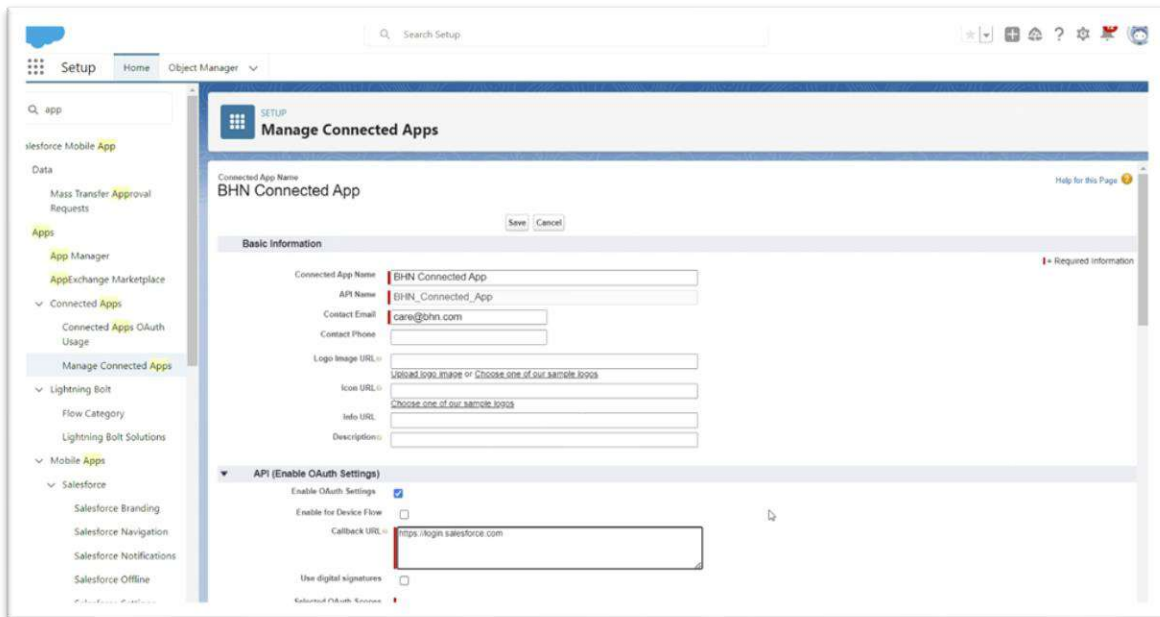 Search Setup
Setup Home Object Manager
app
alesforce Mobile App
Data
Mass Transfer Approval
Requests
Apps
App Manager
AppExchange Marketplace
Connected Apps
Connected Apps OAuth
Usage
Manage Connected Apps
Lightning Bolt
Flow Category
Lightning Bolt Solutions
Mobile Apps
Salesforce
Salesforce Branding
Salesforce Navigation
Salesforce Notifications
Salesforce Offline
SETUP
Manage Connected Apps
Connected App Name
BHN Connected App
Help for this Page
Save Cancel
Basic Information
= Required Information
Connected App Name BHN Connected App
API Name BHN_Connected_App
Contact Email care@bhn.com
Contact Phone
Logo Image URL
Upload logo image or Choose one of our sample logos
Icon URL
Choose one of our sample logos
Info URL
Description
API (Enable OAuth Settings)
Enable OAuth Settings
Enable for Device Flow
Callback URL https://login.salesforce.com
Use digital signatures
Selected OAuth Scopes